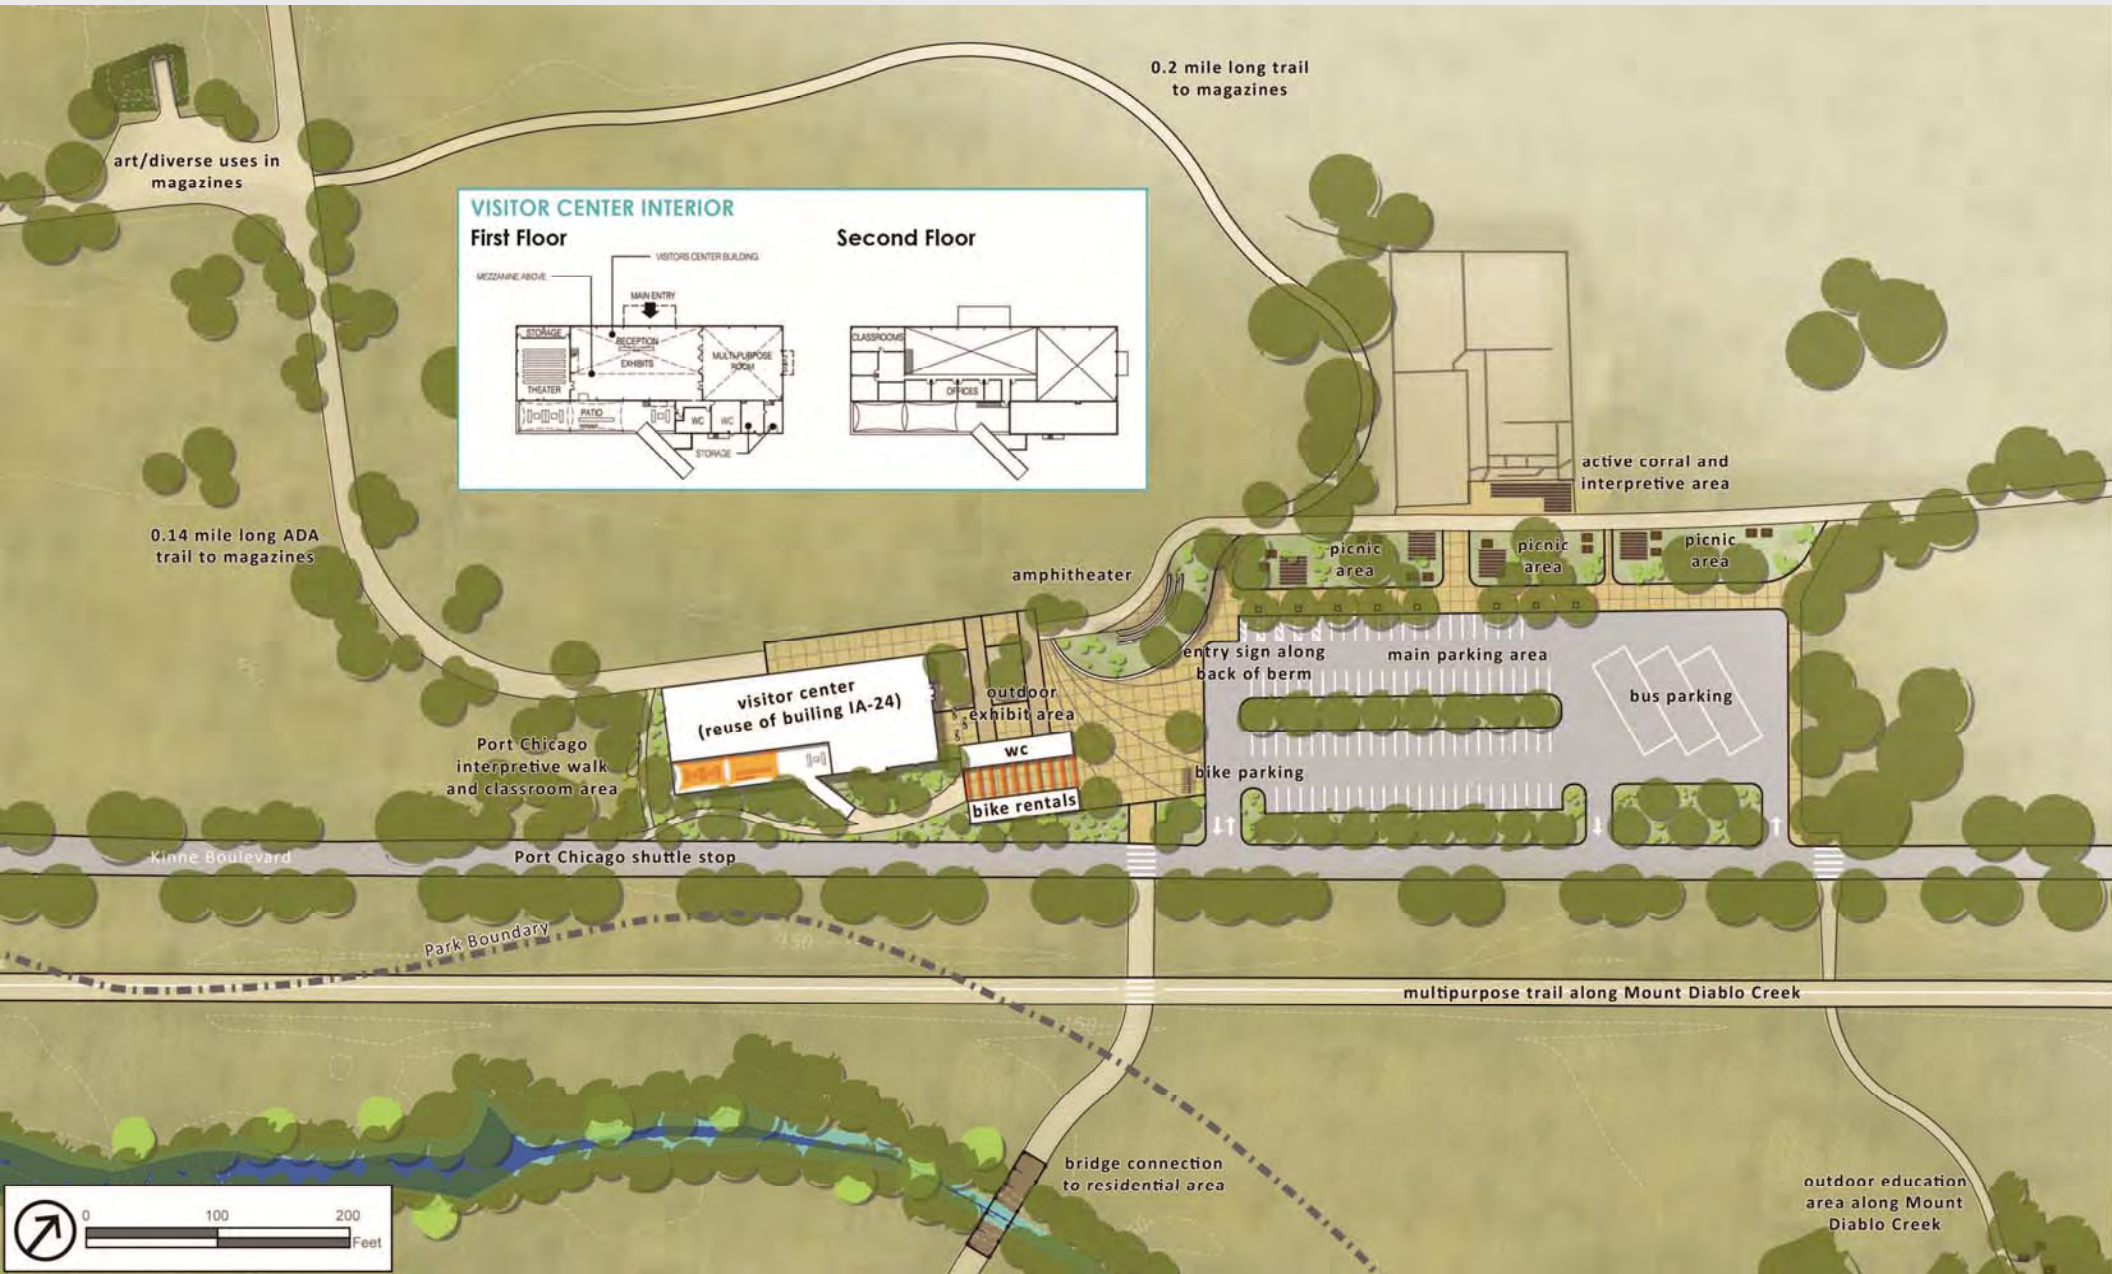 0.2 mile long trail
to magazines
art/diverse uses in
magazines
VISITOR CENTER INTERIOR
First Floor
Second Floor
VISITORS CENTER BUILDING
MEZZANINE ABOVE
MAIN ENTRY
STORAGE
RECEPTION
EXHIBITS
MULTI-PURPOSE
ROOM
THEATER
PATIO
WC
WC
STORAGE
CLASSROOMS
OFFICES
active corral and
interpretive area
0.14 mile long ADA
trail to magazines
amphitheater
picnic
area
picnic
area
picnic
area
entry sign along
back of berm
main parking area
bus parking
visitor center
(reuse of builing IA-24)
outdoor
exhibit area
wc
bike rentals
bike parking
Port Chicago
interpretive walk
and classroom area
Kinne Boulevard
Port Chicago shuttle stop
Park Boundary
450
multipurpose trail along Mount Diablo Creek
bridge connection
to residential area
outdoor education
area along Mount
Diablo Creek
0 100 200
Feet